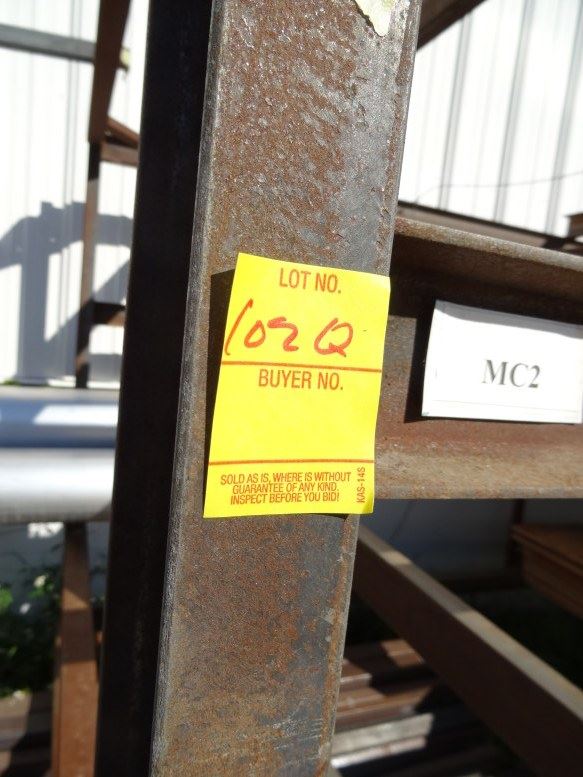 LOT NO.
102Q
BUYER NO.
SOLD AS IS, WHERE IS WITHOUT
GUARANTEE OF ANY KIND.
INSPECT BEFORE YOU BID!
KAS-14S
MC2